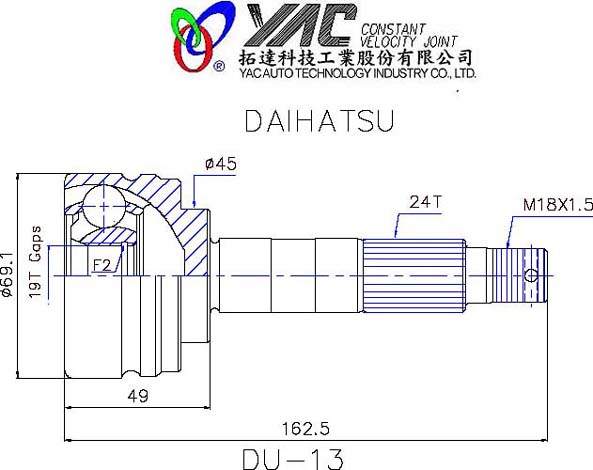 YAC CONSTANT
VELOCITY JOINT
®
拓達科技工業股份有限公司
YAC AUTO TECHNOLOGY INDUSTRY CO., LTD.
DAIHATSU
ø45
24T
M18X1.5
ø69.1
19T Gaps
F2
49
162.5
DU-13